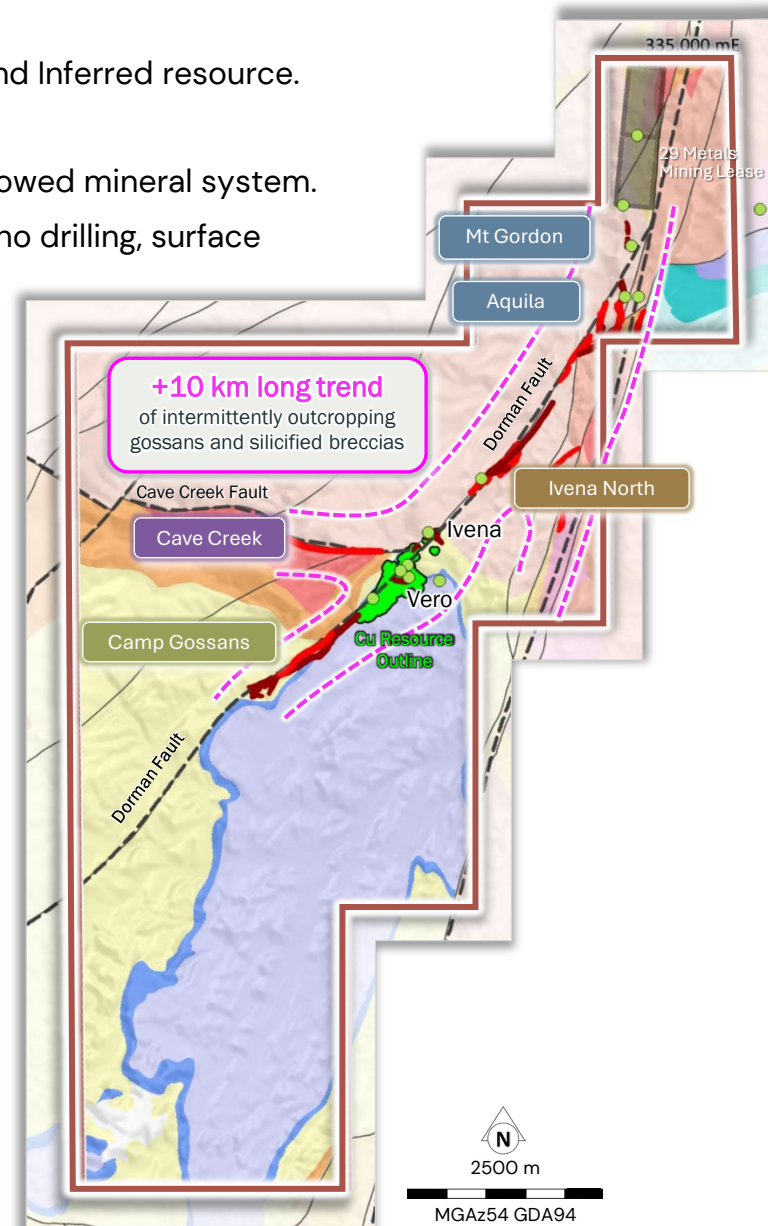 nd Inferred resource.
owed mineral system.
no drilling, surface
335,000 mE
29 Metals
Mining Lease
Mt Gordon
Aquila
+10 km long trend
of intermittently outcropping
gossans and silicified breccias
Dorman Fault
Cave Creek Fault
Ivena North
Cave Creek
Ivena
Vero
Camp Gossans
Cu Resource
Outline
Dorman Fault
N
2500 m
MGAz54 GDA94